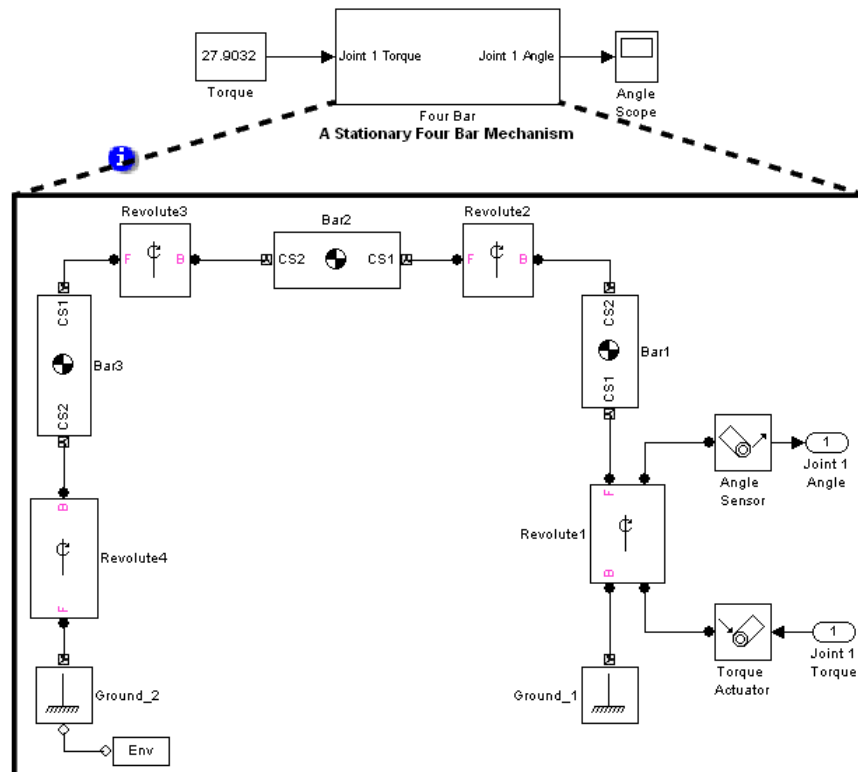 27.9032
Torque
Joint 1 Torque
Joint 1 Angle
Four Bar
Angle
Scope
A Stationary Four Bar Mechanism
i
Revolute3
F
B
Bar2
CS2
CS1
Revolute2
F
B
CS1
CS2
Bar3
CS2
CS1
Bar1
Angle
Sensor
1
Joint 1
Angle
B
F
Revolute4
F
B
Revolute1
Torque
Actuator
1
Joint 1
Torque
Ground_2
Ground_1
Env